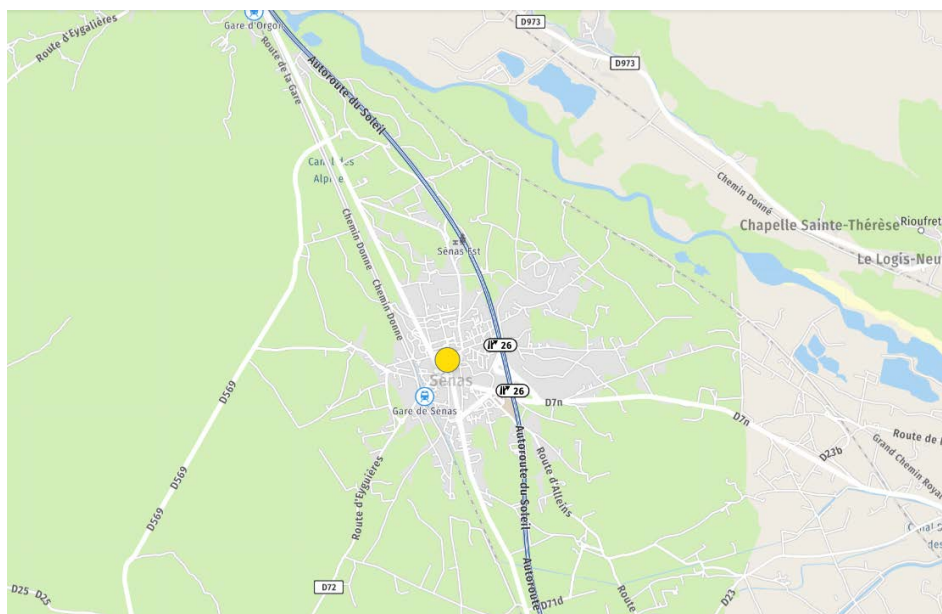 D973
Gare d'Orgon
Route d'Eygalières
Route de la Gare
D973
Autoroute du Soleil
Alpine
Chemin Donné
Chapelle Sainte-Thérèse
Rioufret
Chemin Donne
Sénas Est
Le Logis-Neu
Chemin Donne
26
Sénas
D569
26
Gare de Sénas
D7n
D7n
Route de
D23b
Grand Chemin Royal
D569
Route d'Eyguières
Autoroute du Soleil
Route d'Alleins
D569
des
D25
D25
D72
Autoroute
Route
D23
D71d